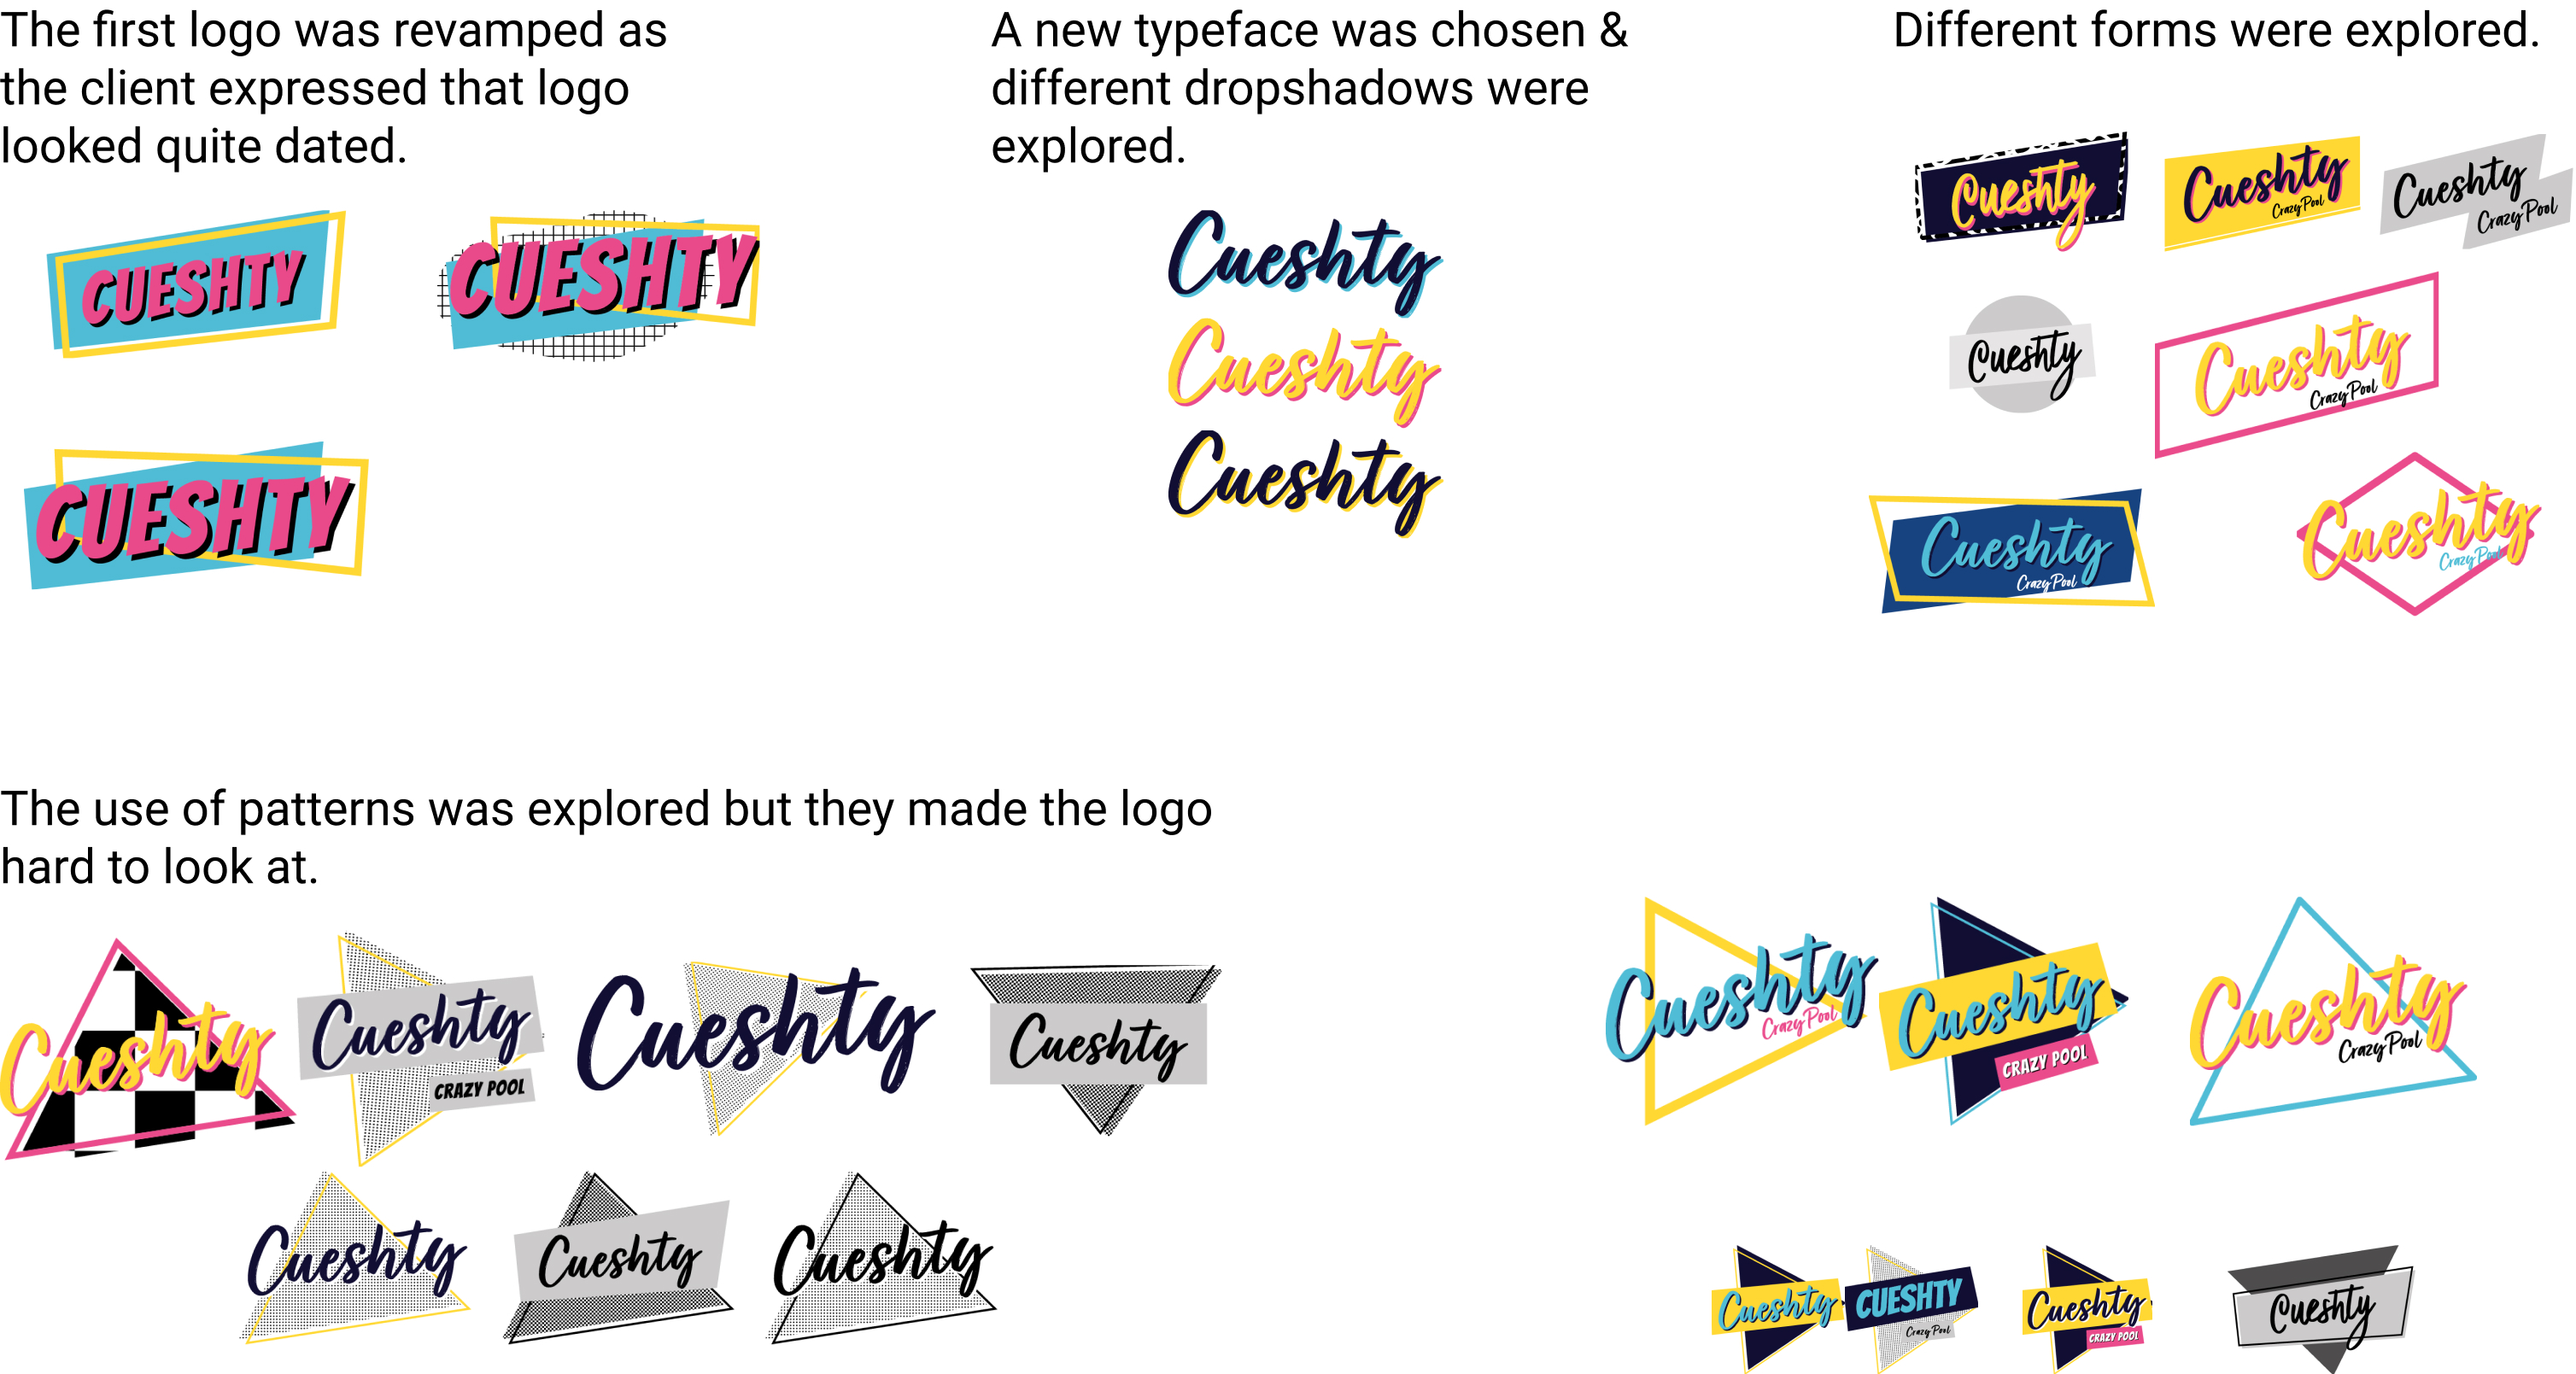 The first logo was revamped as
the client expressed that logo
looked quite dated.
CUESHTY
CUESHTY
CUESHTY
A new typeface was chosen &
different dropshadows were
explored.
Cueshty
Cueshty
Cueshty
Different forms were explored.
Cueshty
Cueshty
Crazy Pool
Cueshty
Crazy Pool
Cueshty
Cueshty
Crazy Pool
Cueshty
Crazy Pool
Cueshty
Crazy Pool
The use of patterns was explored but they made the logo
hard to look at.
Cueshty
Cueshty
CRAZY POOL
Cueshty
Cueshty
Cueshty
Cueshty
Cueshty
Cueshty
Crazy Pool
Cueshty
CRAZY POOL
Cueshty
Crazy Pool
Cueshty
CUESHTY
Crazy Pool
Cueshty
CRAZY POOL
Cueshty